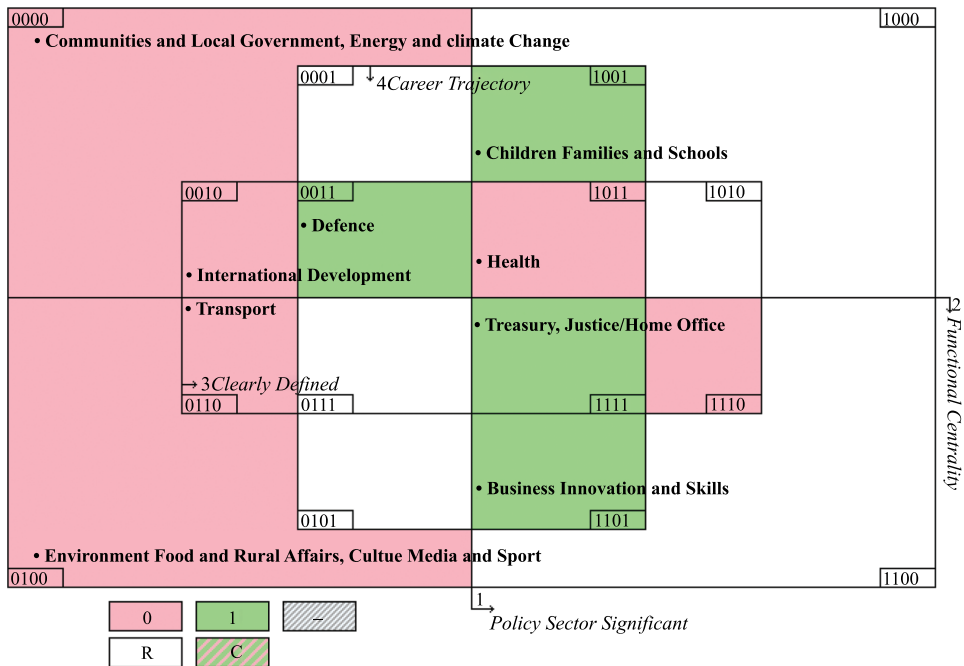 0000 1000
• Communities and Local Government, Energy and climate Change
0001 4Career Trajectory 1001
• Children Families and Schools
0010 0011 1011 1010
• Defence
• Health
• International Development
2
• Transport
• Treasury, Justice/Home Office
Functional Centrality
3Clearly Defined
0110 0111 1111 1110
• Business Innovation and Skills
0101 1101
• Environment Food and Rural Affairs, Cultue Media and Sport
0100 1100
1
Policy Sector Significant
0 1 –
R C